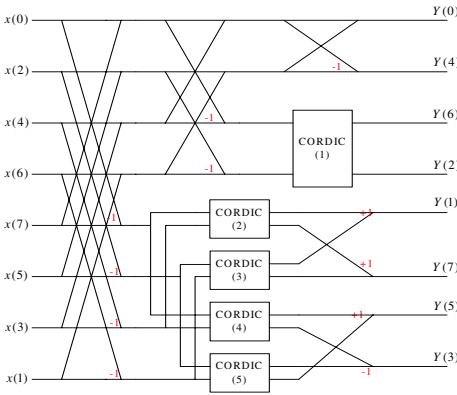 x(0)
Y(0)
x(2)
-1
Y(4)
x(4)
-1
Y(6)
CORDIC
(1)
x(6)
-1
Y(2)
x(7)
-1
CORDIC
(2)
+1
Y(1)
x(5)
-1
CORDIC
(3)
+1
Y(7)
x(3)
-1
CORDIC
(4)
+1
Y(5)
x(1)
-1
CORDIC
(5)
-1
Y(3)